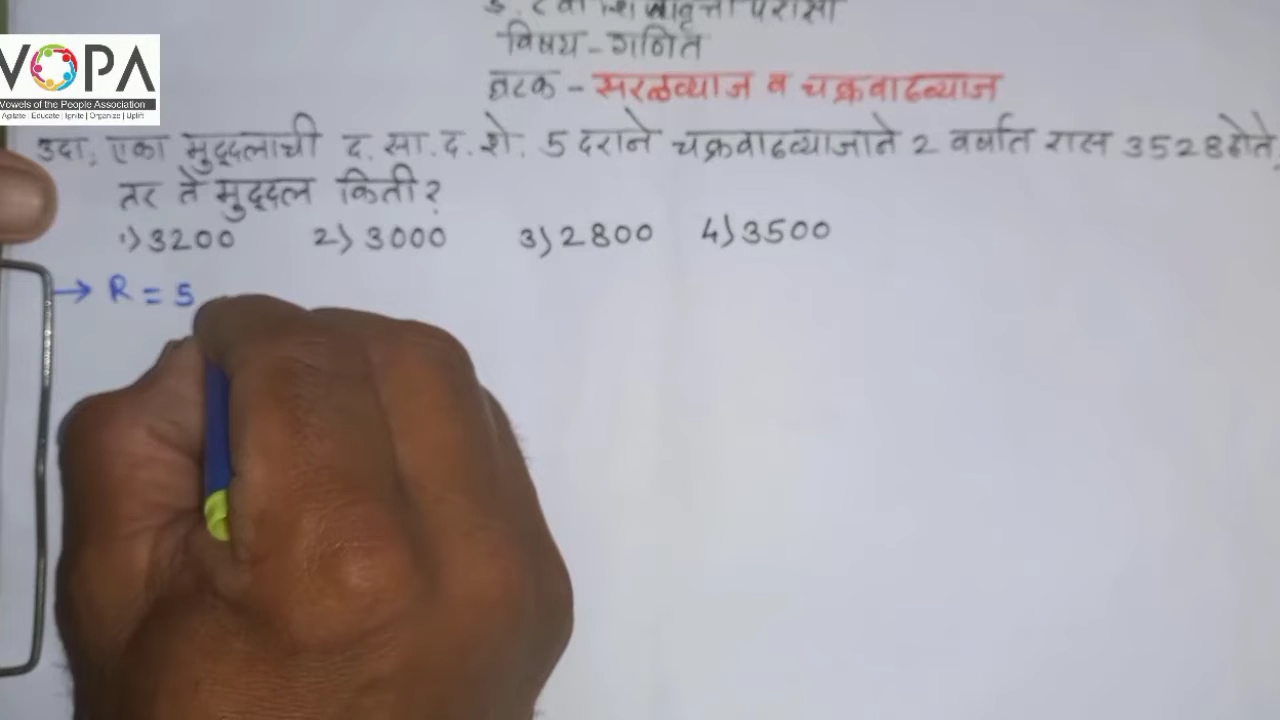 VOPA
Vowels of the People Association
Agitate | Educate | Ignite | Organize | Uplift
विषय - गणित
घटक - सरळव्याज व चक्रवाढव्याज
उदा. एका मुद्दलाची द. सा. द. शे. 5 दराने चक्रवाढव्याजाने 2 वर्षात रास 3528 होते.
तर ते मुद्दल किती?
1) 3200 2) 3000 3) 2800 4) 3500
→ R = 5